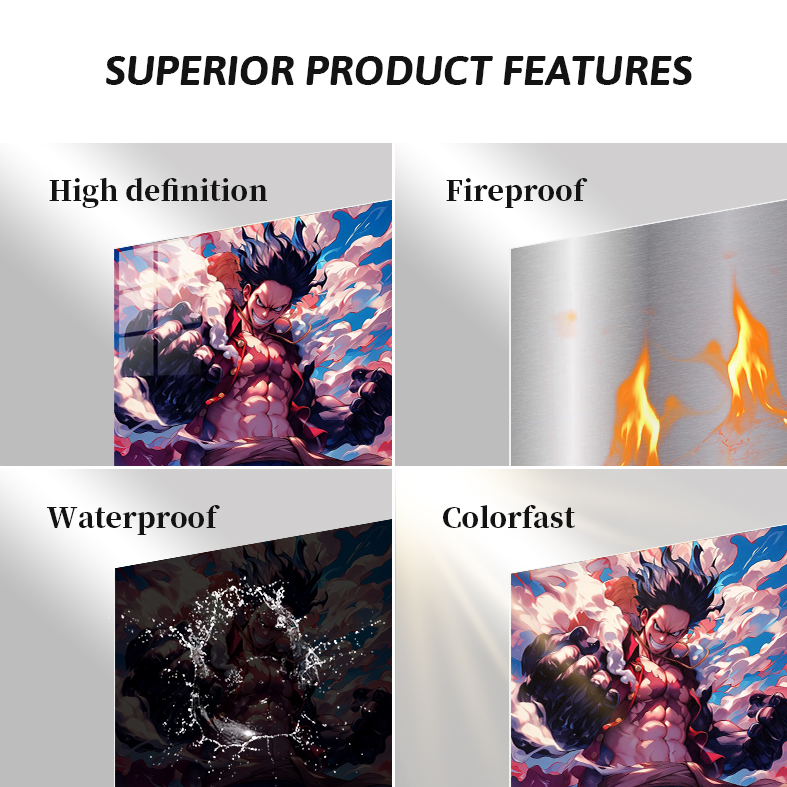 SUPERIOR PRODUCT FEATURES
High definition
Fireproof
Waterproof
Colorfast